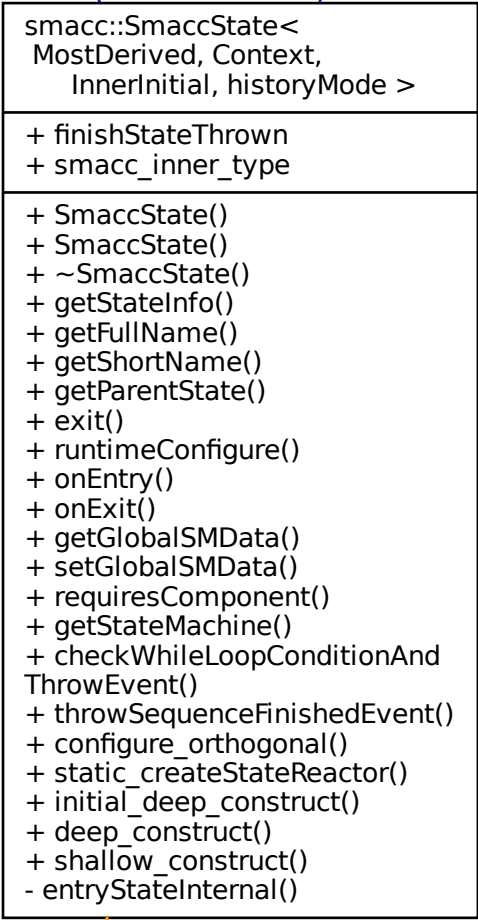 smacc::SmaccState<
MostDerived, Context,
InnerInitial, historyMode >
+ finishStateThrown
+ smacc_inner_type
+ SmaccState()
+ SmaccState()
+ ~SmaccState()
+ getStateInfo()
+ getFullName()
+ getShortName()
+ getParentState()
+ exit()
+ runtimeConfigure()
+ onEntry()
+ onExit()
+ getGlobalSMData()
+ setGlobalSMData()
+ requiresComponent()
+ getStateMachine()
+ checkWhileLoopConditionAnd
ThrowEvent()
+ throwSequenceFinishedEvent()
+ configure_orthogonal()
+ static_createStateReactor()
+ initial_deep_construct()
+ deep_construct()
+ shallow_construct()
- entryStateInternal()